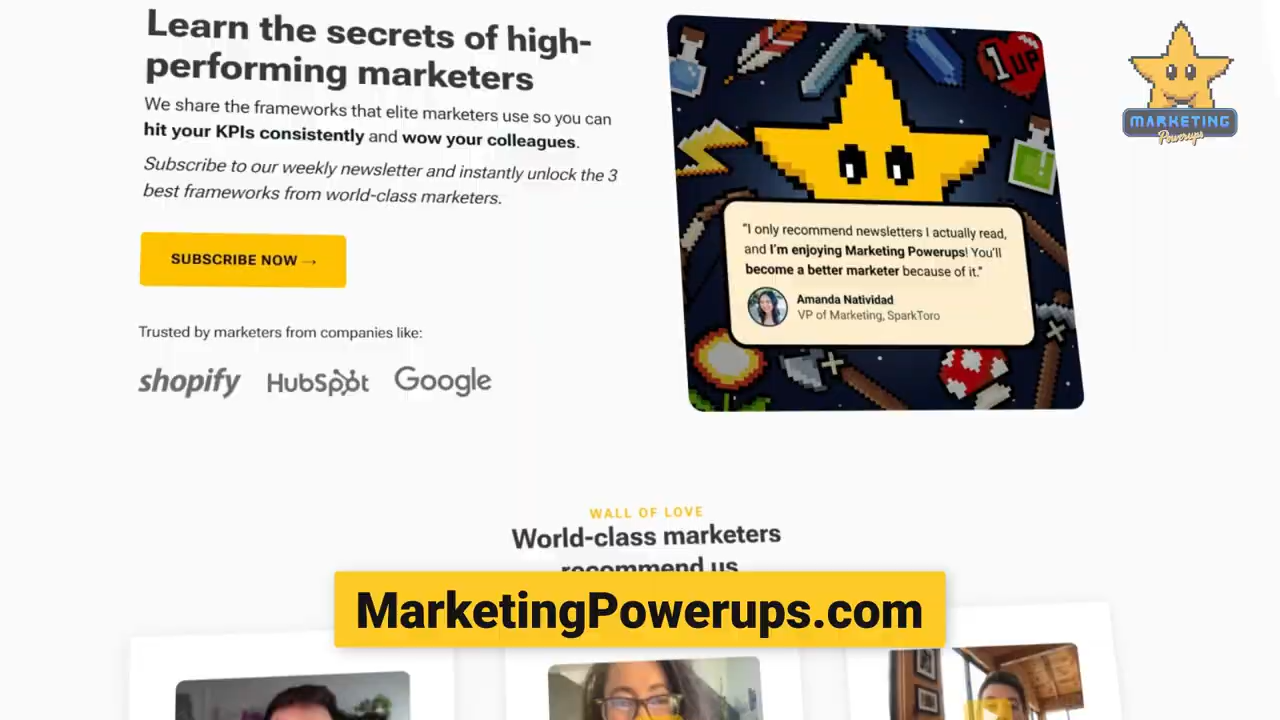 Learn the secrets of high-
performing marketers
We share the frameworks that elite marketers use so you can
hit your KPIs consistently and wow your colleagues.
Subscribe to our weekly newsletter and instantly unlock the 3
best frameworks from world-class marketers.
SUBSCRIBE NOW →
Trusted by marketers from companies like:
shopify HubSpot Google
1UP
"I only recommend newsletters I actually read,
and I'm enjoying Marketing Powerups! You'll
become a better marketer because of it."
Amanda Natividad
VP of Marketing, SparkToro
MARKETING
Powerups
WALL OF LOVE
World-class marketers
recommend us
MarketingPowerups.com